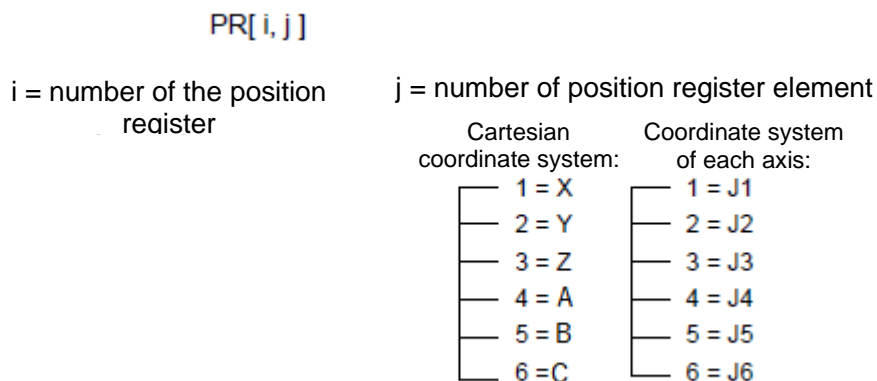 PR[ i, j ]
i = number of the position
register
j = number of position register element
Cartesian
coordinate system:
1 = X
2 = Y
3 = Z
4 = A
5 = B
6 =C
Coordinate system
of each axis:
1 = J1
2 = J2
3 = J3
4 = J4
5 = J5
6 = J6